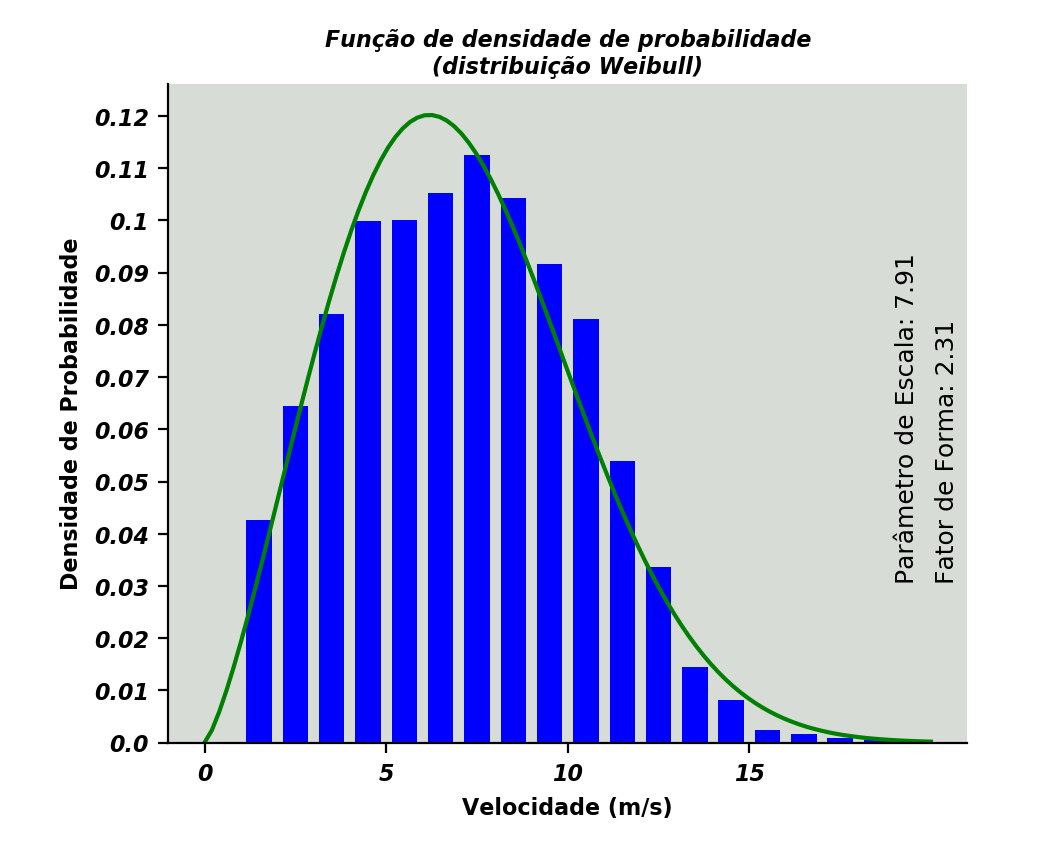 Função de densidade de probabilidade
(distribuição Weibull)
0.12
0.11
0.1
0.09
0.08
0.07
0.06
0.05
0.04
0.03
0.02
0.01
0.0
Densidade de Probabilidade
Parâmetro de Escala: 7.91
Fator de Forma: 2.31
0
5
10
15
Velocidade (m/s)